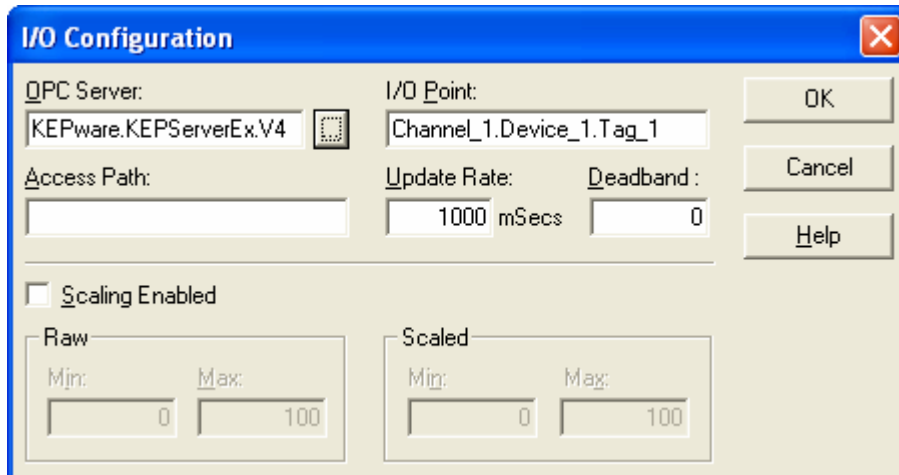 I/O Configuration
OPC Server:
I/O Point:
OK
KEPware.KEPServerEx.V4
Channel_1.Device_1.Tag_1
Access Path:
Update Rate:
Deadband :
Cancel
1000 mSecs
0
Help
Scaling Enabled
Raw
Scaled
Min:
Max:
Min:
Max:
0
100
0
100